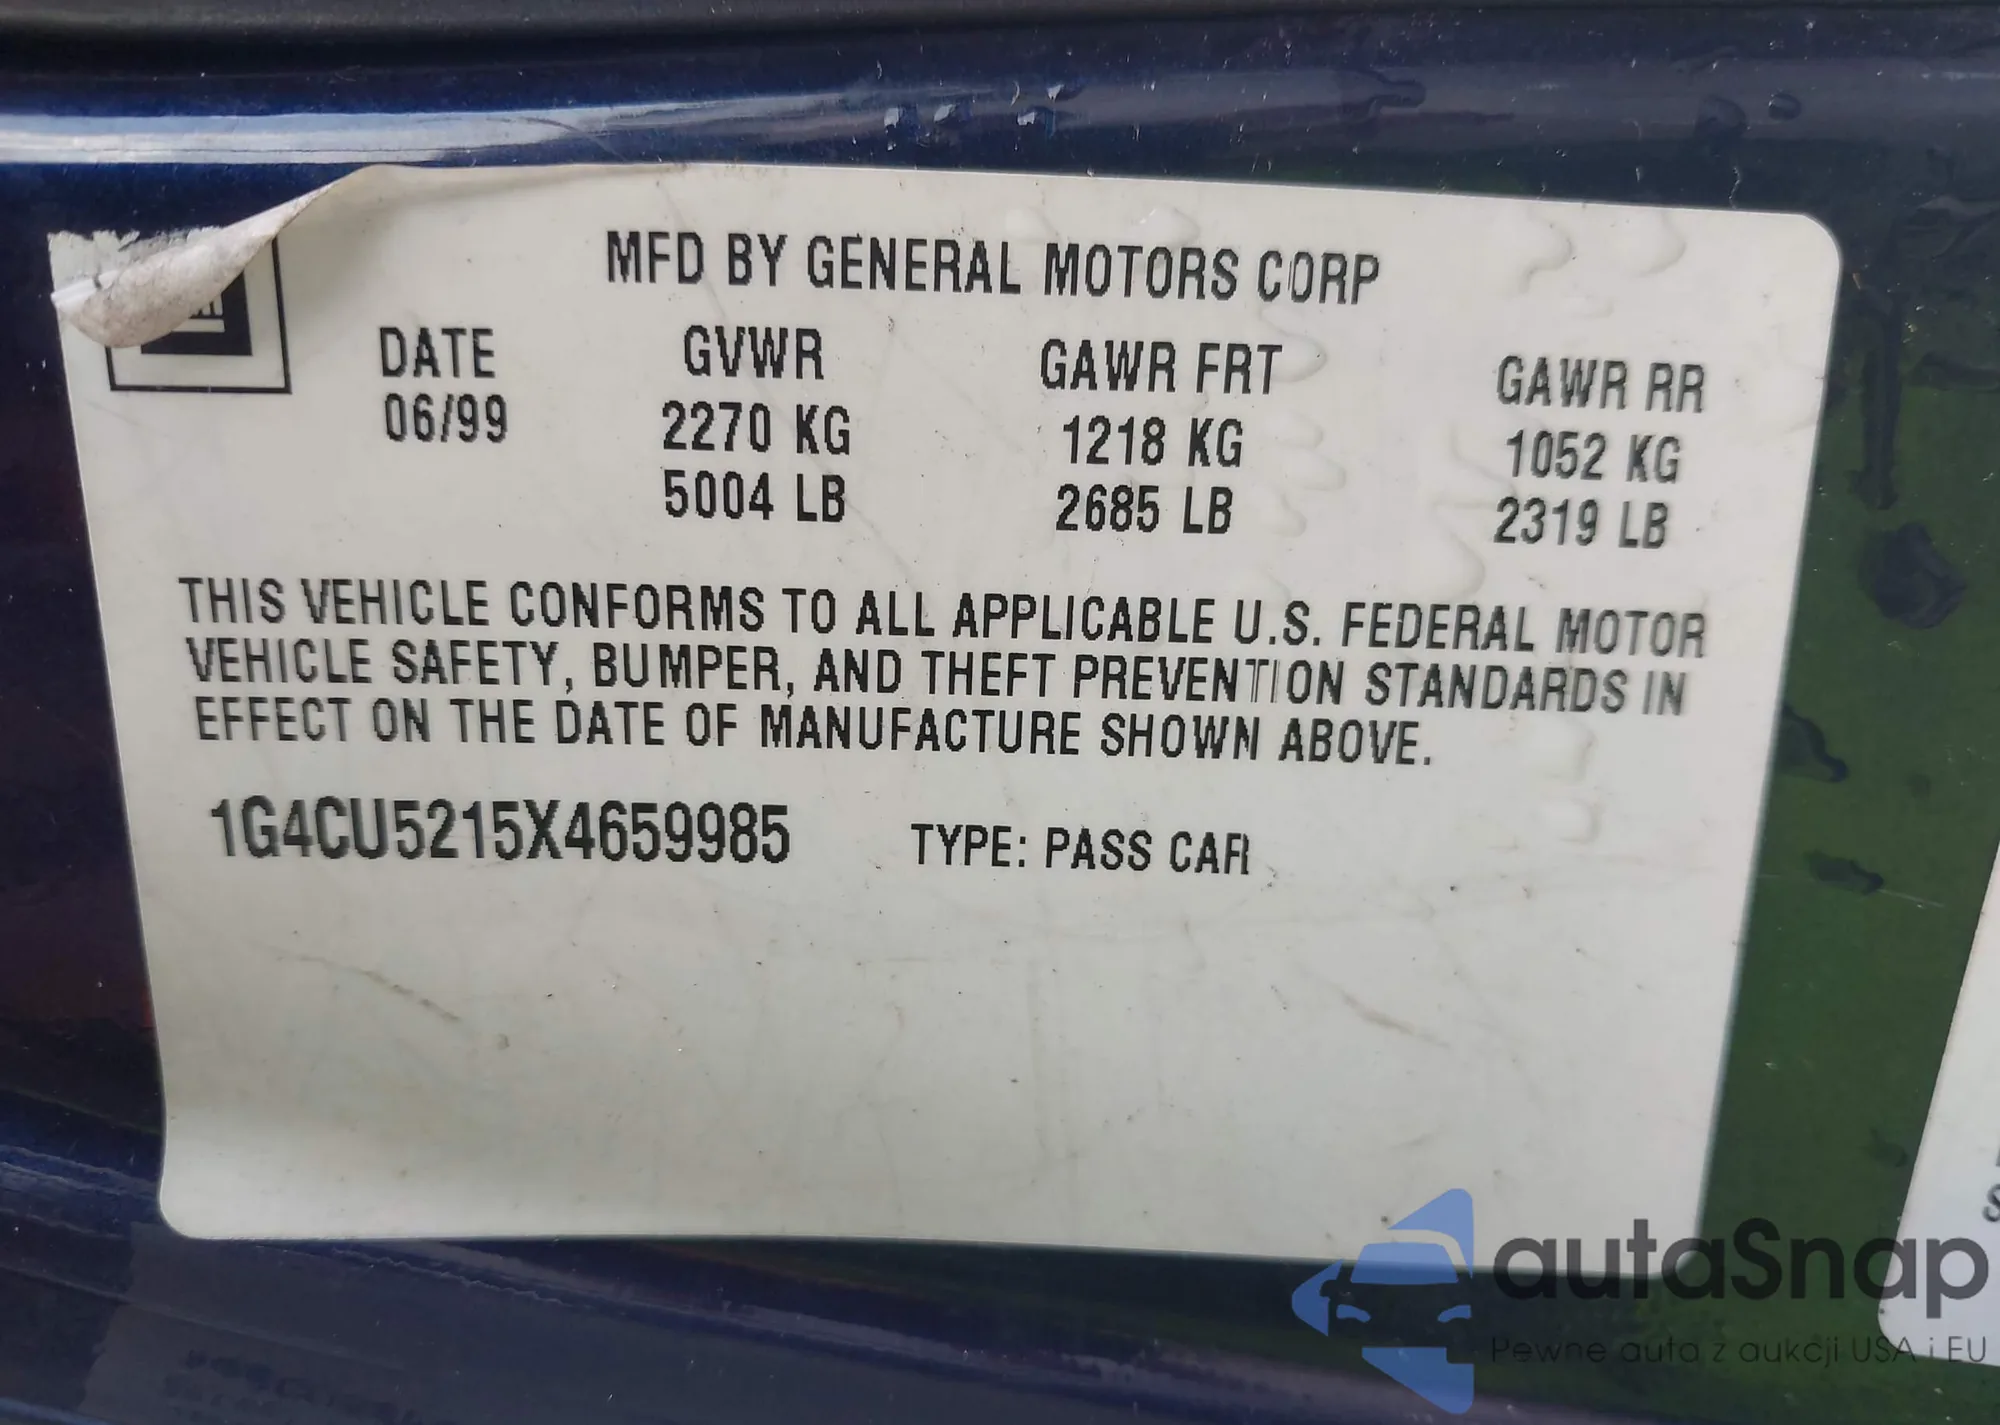 MFD BY GENERAL MOTORS CORP
DATE GVWR GAWR FRT GAWR RR
06/99 2270 KG 1218 KG 1052 KG
5004 LB 2685 LB 2319 LB
THIS VEHICLE CONFORMS TO ALL APPLICABLE U.S. FEDERAL MOTOR
VEHICLE SAFETY, BUMPER, AND THEFT PREVENTION STANDARDS IN
EFFECT ON THE DATE OF MANUFACTURE SHOWN ABOVE.
1G4CU5215X4659985 TYPE: PASS CAR
autaSnap
Pewne auta z aukcji USA i EU